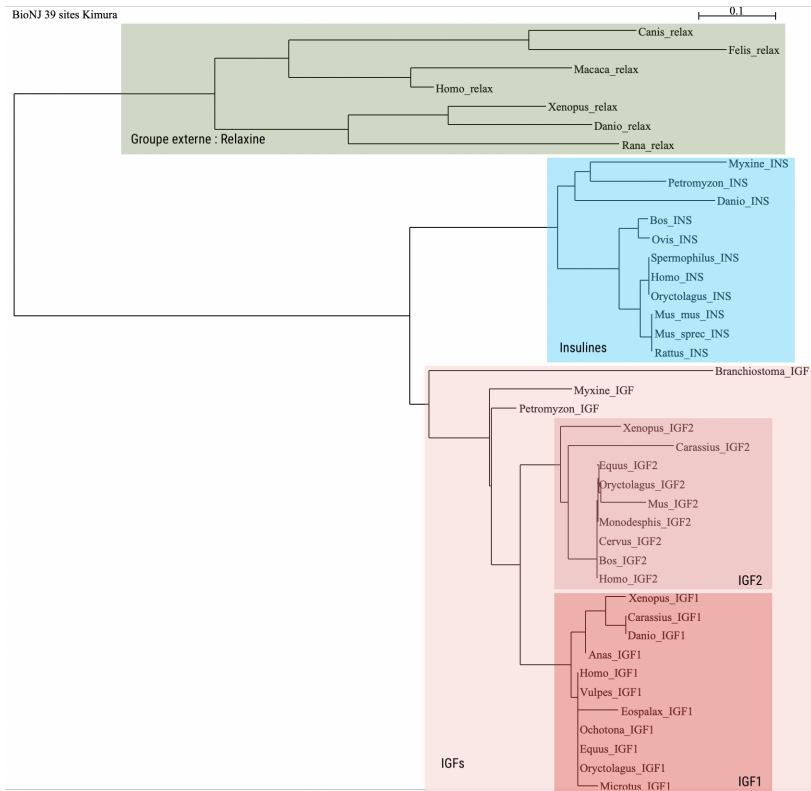 BioNJ 39 sites Kimura
0.1
Canis_relax
Felis_relax
Macaca_relax
Homo_relax
Xenopus_relax
Danio_relax
Groupe externe : Relaxine
Rana_relax
Myxine_INS
Petromyzon_INS
Danio_INS
Bos_INS
Ovis_INS
Spermophilus_INS
Homo_INS
Oryctolagus_INS
Mus_mus_INS
Mus_sprec_INS
Insulines
Rattus_INS
Branchiostoma_IGF
Myxine_IGF
Petromyzon_IGF
Xenopus_IGF2
Carassius_IGF2
Equus_IGF2
Oryctolagus_IGF2
Mus_IGF2
Monodesphis_IGF2
Cervus_IGF2
Bos_IGF2
Homo_IGF2
IGF2
Xenopus_IGF1
Carassius_IGF1
Danio_IGF1
Anas_IGF1
Homo_IGF1
Vulpes_IGF1
Eospalax_IGF1
Ochotona_IGF1
Equus_IGF1
IGFs
Oryctolagus_IGF1
IGF1
Microtus_IGF1